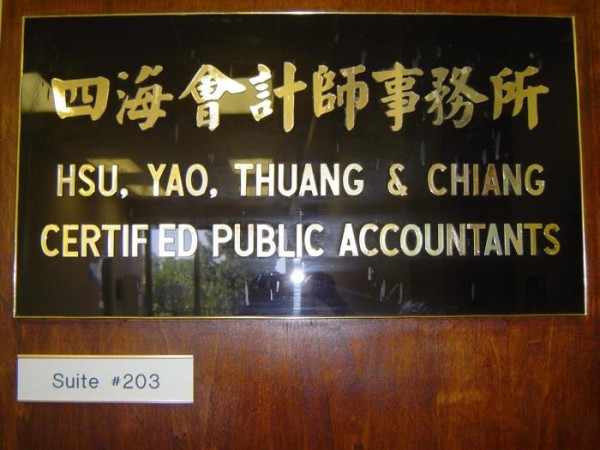 四海會計師事務所
HSU, YAO, THUANG & CHIANG
CERTIF ED PUBLIC ACCOUNTANTS
Suite #203